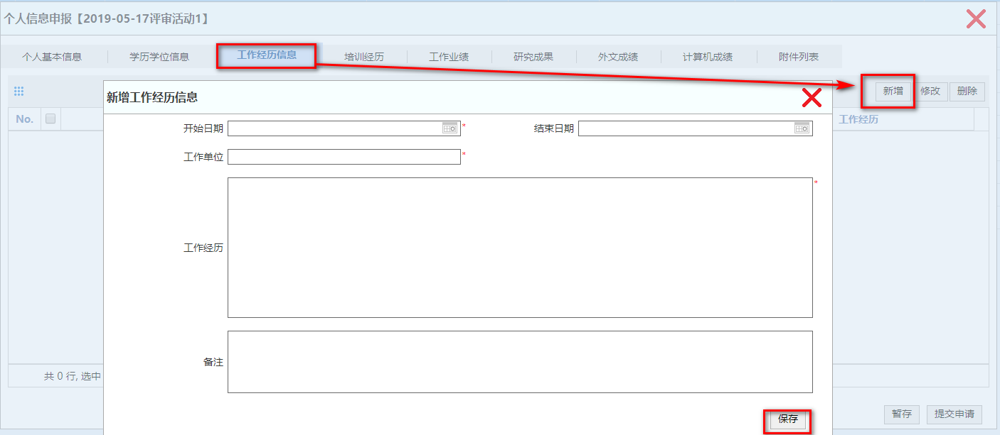 个人信息申报【2019-05-17评审活动1】
个人基本信息 学历学位信息 工作经历信息 培训经历 工作业绩 研究成果 外文成绩 计算机成绩 附件列表
新增 修改 删除
新增工作经历信息
No. 工作经历
开始日期 * 结束日期
工作单位 *
工作经历 *
备注
共 0 行, 选中
保存
暂存 提交申请